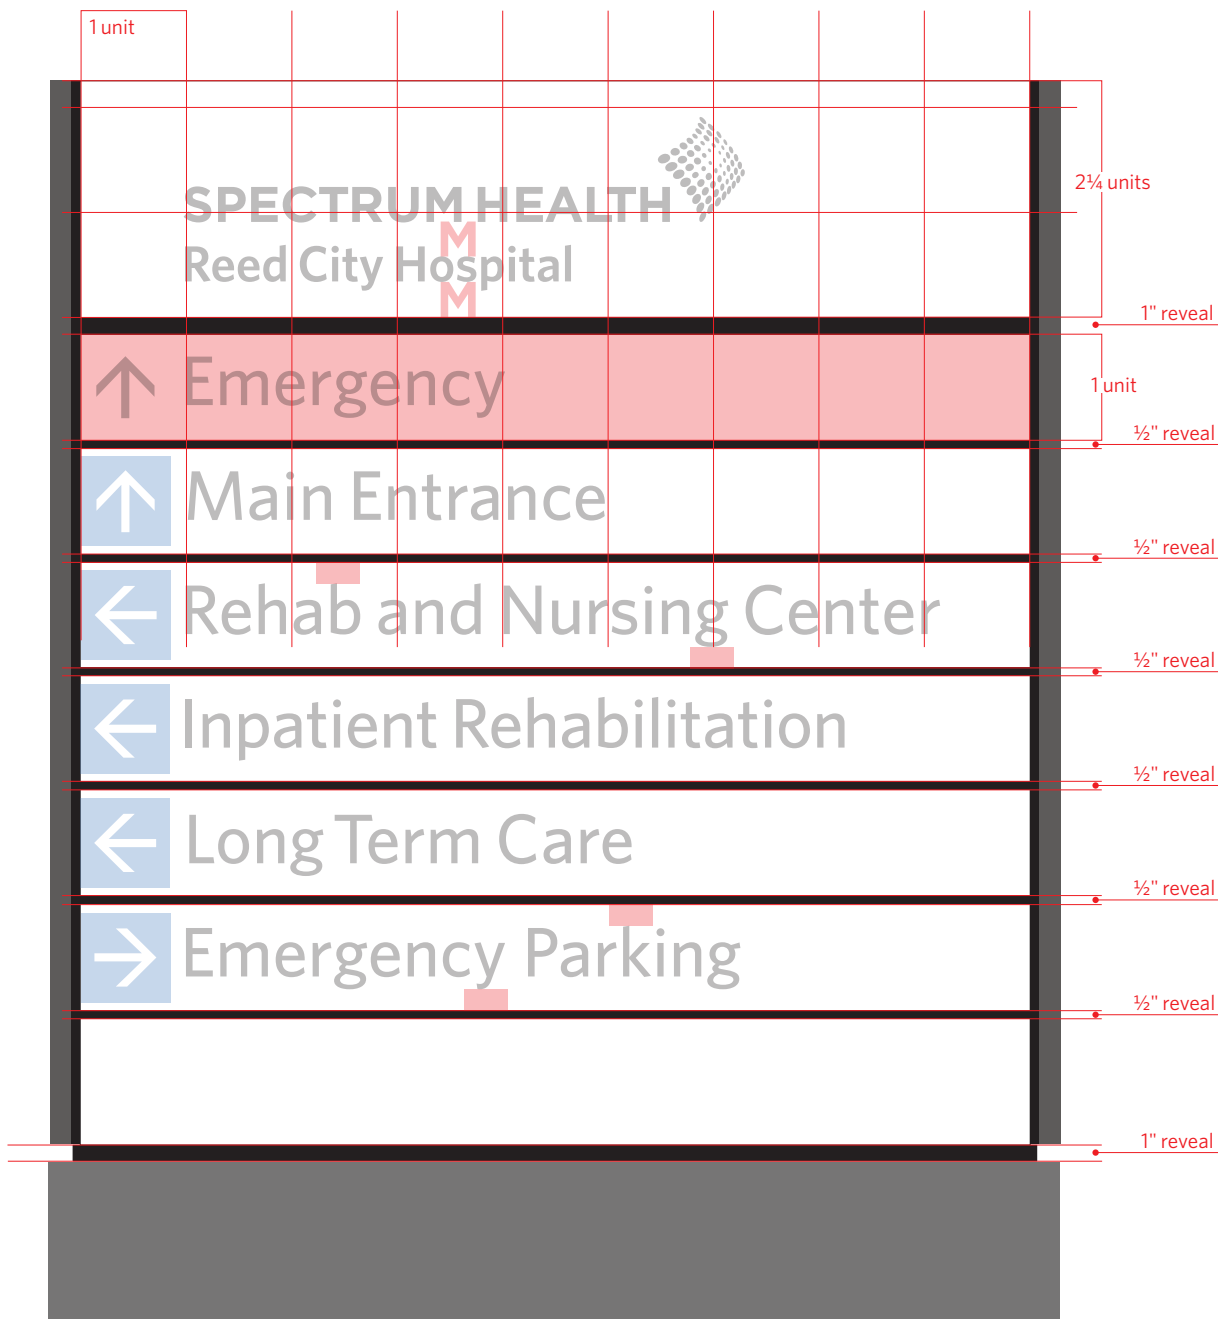 1 unit
SPECTRUM HEALTH
2¼ units
M
Reed City Hospital
M
1" reveal
Emergency
1 unit
½" reveal
Main Entrance
½" reveal
Rehab and Nursing Center
½" reveal
Inpatient Rehabilitation
½" reveal
Long Term Care
½" reveal
Emergency Parking
½" reveal
1" reveal